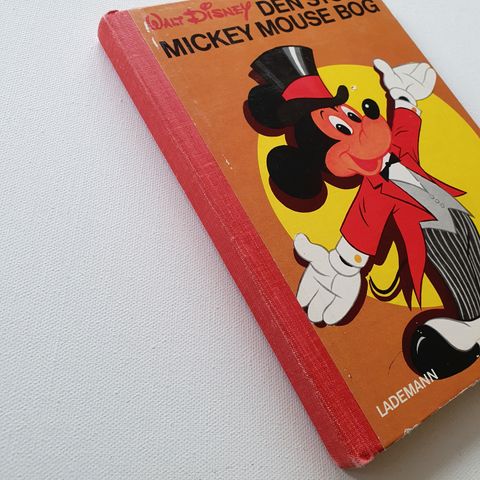 WALT DISNEY DEN
MICKEY MOUSE BOG
LADEMANN